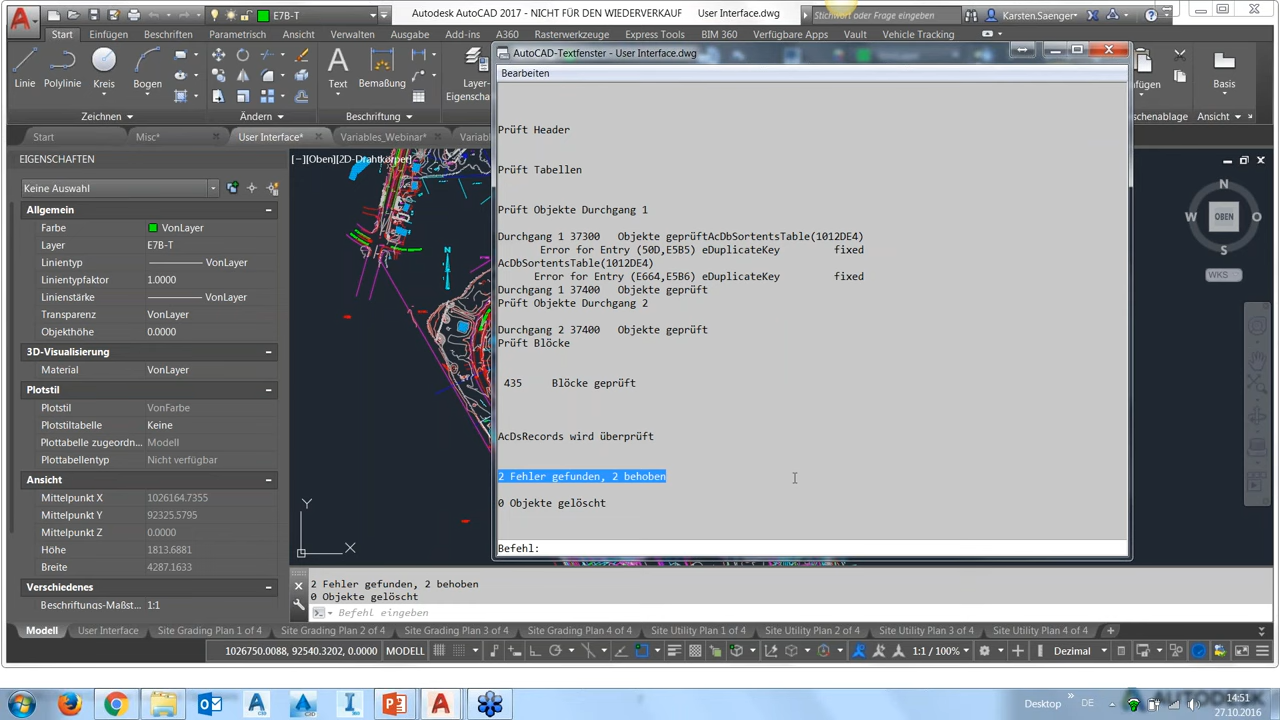 E7B-T
Autodesk AutoCAD 2017 - NICHT FÜR DEN WIEDERVERKAUF User Interface.dwg
Stichwort oder Frage eingeben
Karsten.Saenger
Start Einfügen Beschriften Parametrik Ansicht Verwalten Ausgabe Add-ins A360 Express Tools Rasterwerkzeuge BIM 360 Verfügbare Apps Vault Vehicle Tracking
AutoCAD-Textfenster - User Interface.dwg
Bearbeiten
Linie Polylinie Kreis Bogen Text Bemaßung Layer-
Eigenscha
fügen Basis
Zeichnen Ändern Beschriftung
ischenablage Ansicht
Start Misc* User Interface* Variables_Webinar*
[−][Oben][2D-Drahtkörper]
EIGENSCHAFTEN
Keine Auswahl
Allgemein
Farbe VonLayer
Layer E7B-T
Linientyp VonLayer
Linientypfaktor 1.0000
Linienstärke VonLayer
Transparenz VonLayer
Objekthöhe 0.0000
3D-Visualisierung
Material VonLayer
Plotstil
Plotstil VonFarbe
Plotstiltabelle Keine
Plottabelle zugeordn... Modell
Plottabellentyp Nicht verfügbar
Ansicht
Mittelpunkt X 1026164.7355
Mittelpunkt Y 92325.5795
Mittelpunkt Z 0.0000
Höhe 1813.6881
Breite 4287.1633
Verschiedenes
Beschriftungs-Maßst... 1:1
N
Y
X
Prüft Header
Prüft Tabellen
Prüft Objekte Durchgang 1
Durchgang 1 37300 Objekte geprüftAcDbSortentsTable(1012DE4)
Error for Entry (50D,E5B5) eDuplicateKey fixed
AcDbSortentsTable(1012DE4)
Error for Entry (E664,E5B6) eDuplicateKey fixed
Durchgang 1 37400 Objekte geprüft
Prüft Objekte Durchgang 2
Durchgang 2 37400 Objekte geprüft
Prüft Blöcke
435 Blöcke geprüft
AcDsRecords wird überprüft
2 Fehler gefunden, 2 behoben
0 Objekte gelöscht
Befehl:
N
W OBEN O
S
WKS
2 Fehler gefunden, 2 behoben
0 Objekte gelöscht
Befehl eingeben
Modell User Interface Site Grading Plan 1 of 4 Site Grading Plan 2 of 4 Site Grading Plan 3 of 4 Site Grading Plan 4 of 4 Site Utility Plan 1 of 4 Site Utility Plan 2 of 4 Site Utility Plan 3 of 4 Site Utility Plan 4 of 4
1026750.0088, 92540.3202, 0.0000 MODELL 1:1 / 100% Dezimal
Desktop DE
14:51
27.10.2016